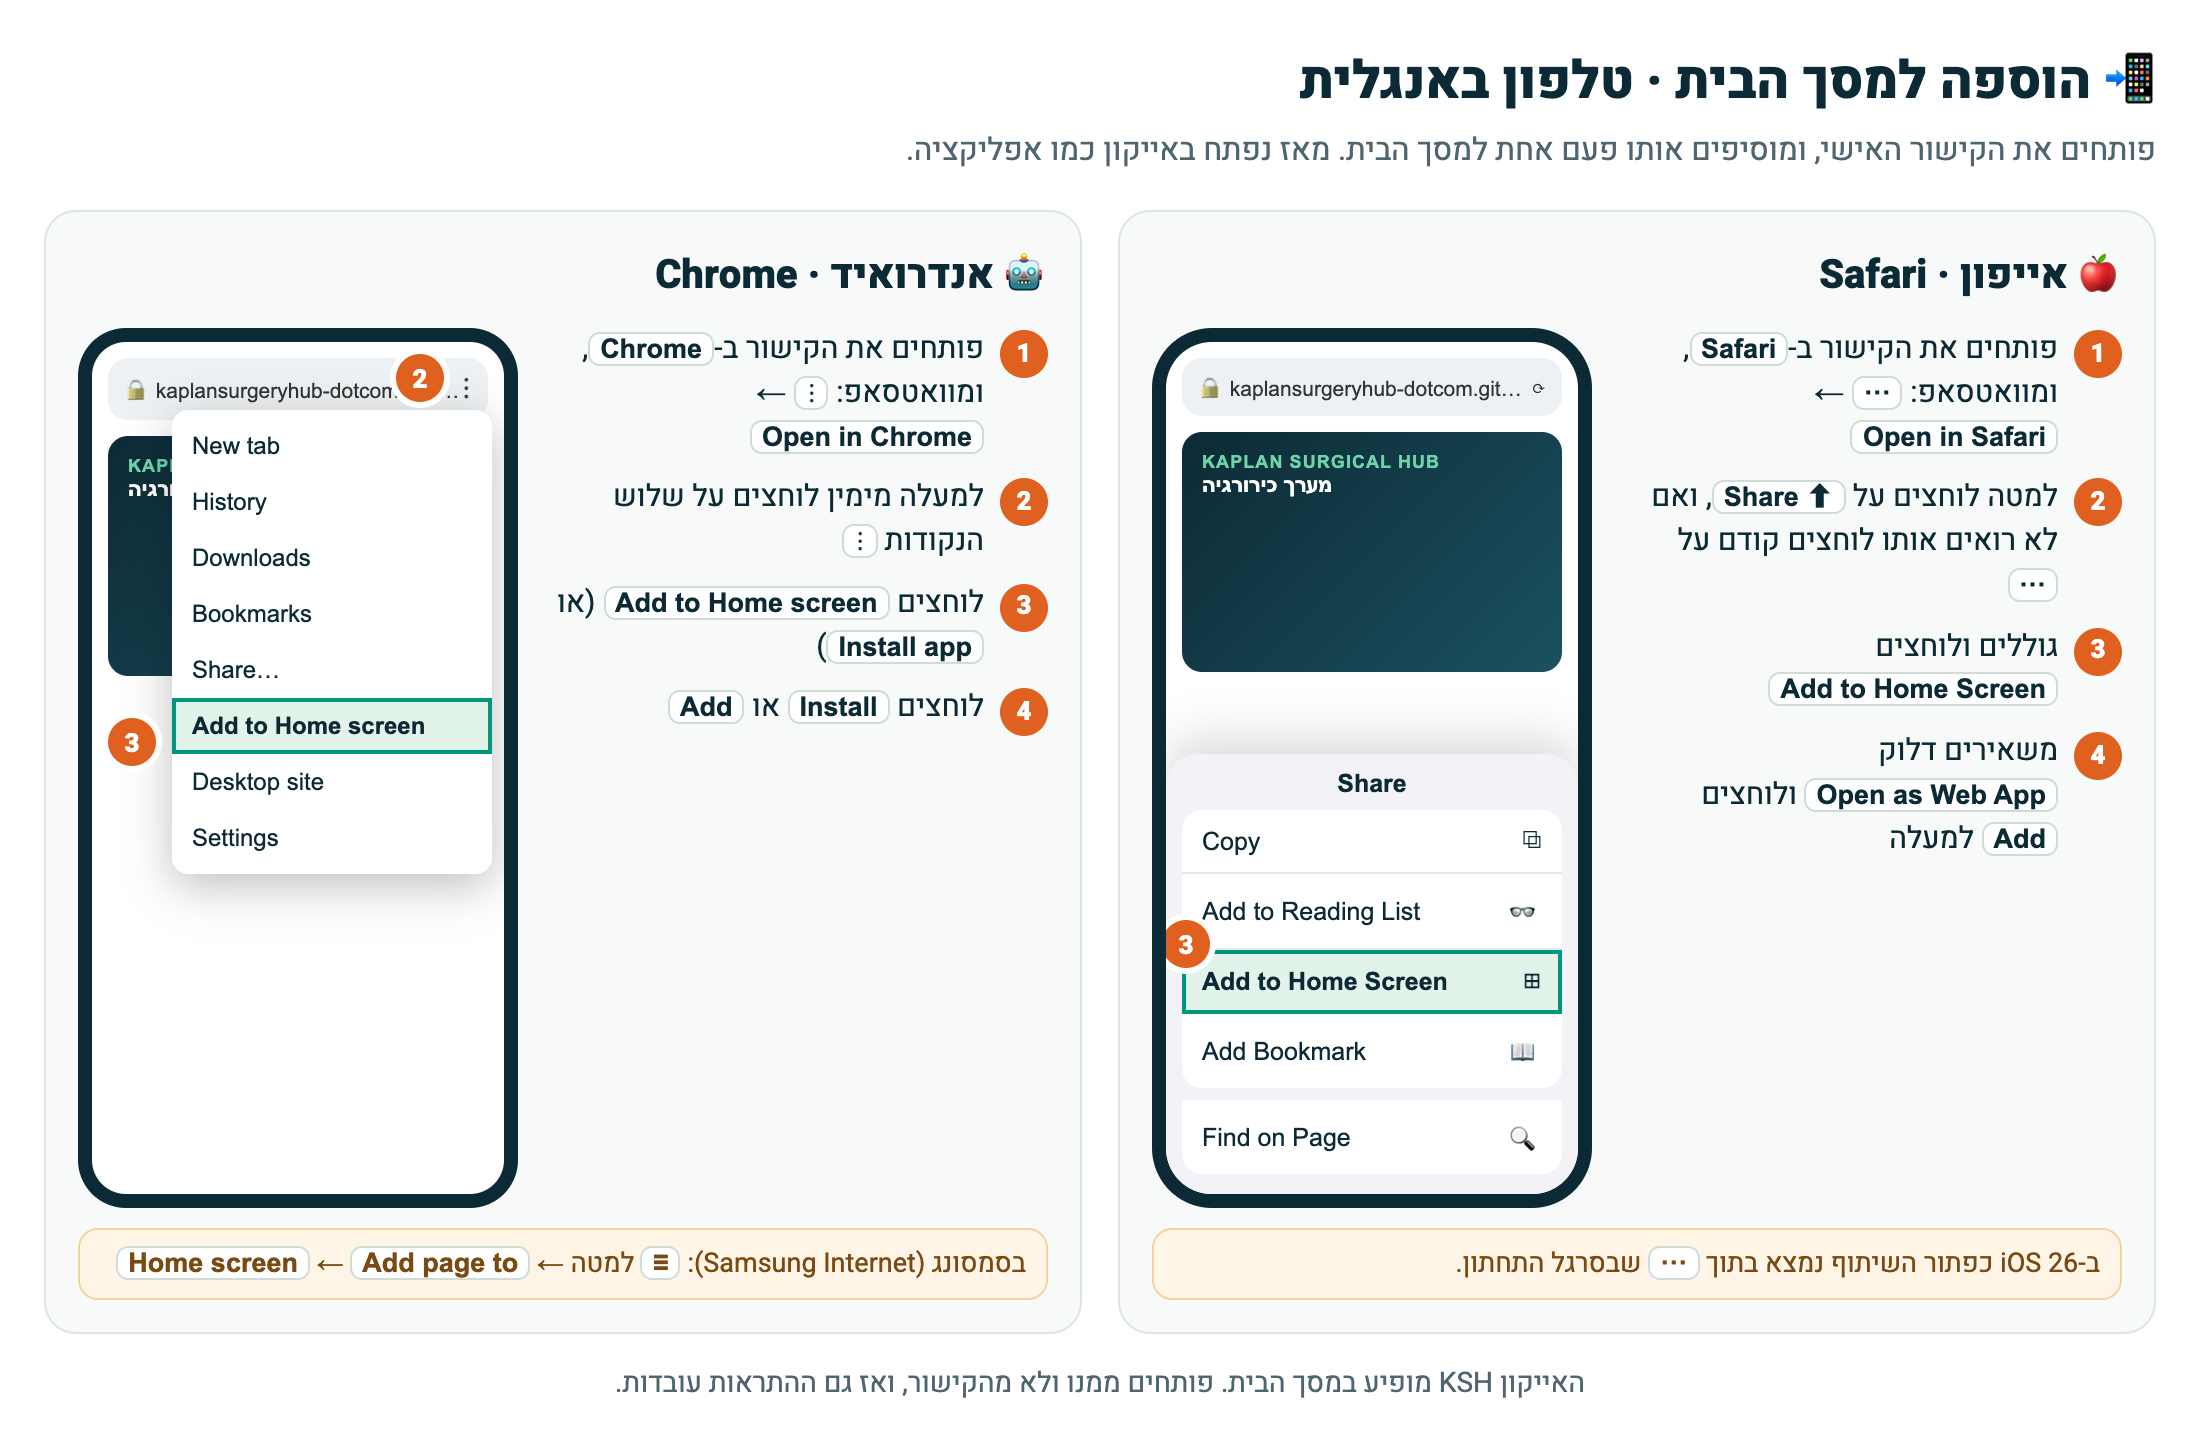 📲 הוספה למסך הבית · טלפון באנגלית
פותחים את הקישור האישי, ומוסיפים אותו פעם אחת למסך הבית. מאז נפתח באייקון כמו אפליקציה.
🍎 אייפון · Safari
1 פותחים את הקישור ב-Safari,
ומוואטסאפ: ⋯ ←
Open in Safari
2 למטה לוחצים על Share ⬆, ואם
לא רואים אותו לוחצים קודם על
⋯
3 גוללים ולוחצים
Add to Home Screen
4 משאירים דלוק
Open as Web App ולוחצים
Add למעלה
🔒 kaplansurgeryhub-dotcom.git… ⟳
KAPLAN SURGICAL HUB
מערך כירורגיה
Share
Copy
Add to Reading List
3
Add to Home Screen
Add Bookmark
Find on Page
ב-iOS 26 כפתור השיתוף נמצא בתוך ⋯ שבסרגל התחתון.
🤖 אנדרואיד · Chrome
1 פותחים את הקישור ב-Chrome,
ומוואטסאפ: ⋮ ←
Open in Chrome
2 למעלה מימין לוחצים על שלוש
הנקודות ⋮
3 לוחצים Add to Home screen (או
Install app)
4 לוחצים Install או Add
🔒 kaplansurgeryhub-dotcom … ⋮
2
KAPL
New tab
History
Downloads
Bookmarks
Share…
Add to Home screen
3
Desktop site
Settings
בסמסונג (Samsung Internet): ≡ למטה ← Add page to ← Home screen
האייקון KSH מופיע במסך הבית. פותחים ממנו ולא מהקישור, ואז גם ההתראות עובדות.